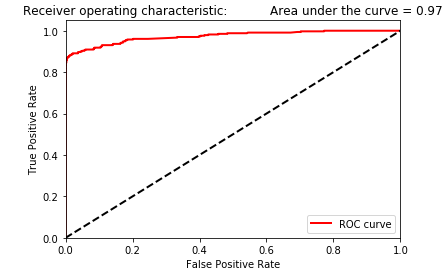 Receiver operating characteristic: Area under the curve = 0.97
1.0
0.8
0.6
0.4
0.2
0.0
True Positive Rate
ROC curve
0.0 0.2 0.4 0.6 0.8 1.0
False Positive Rate